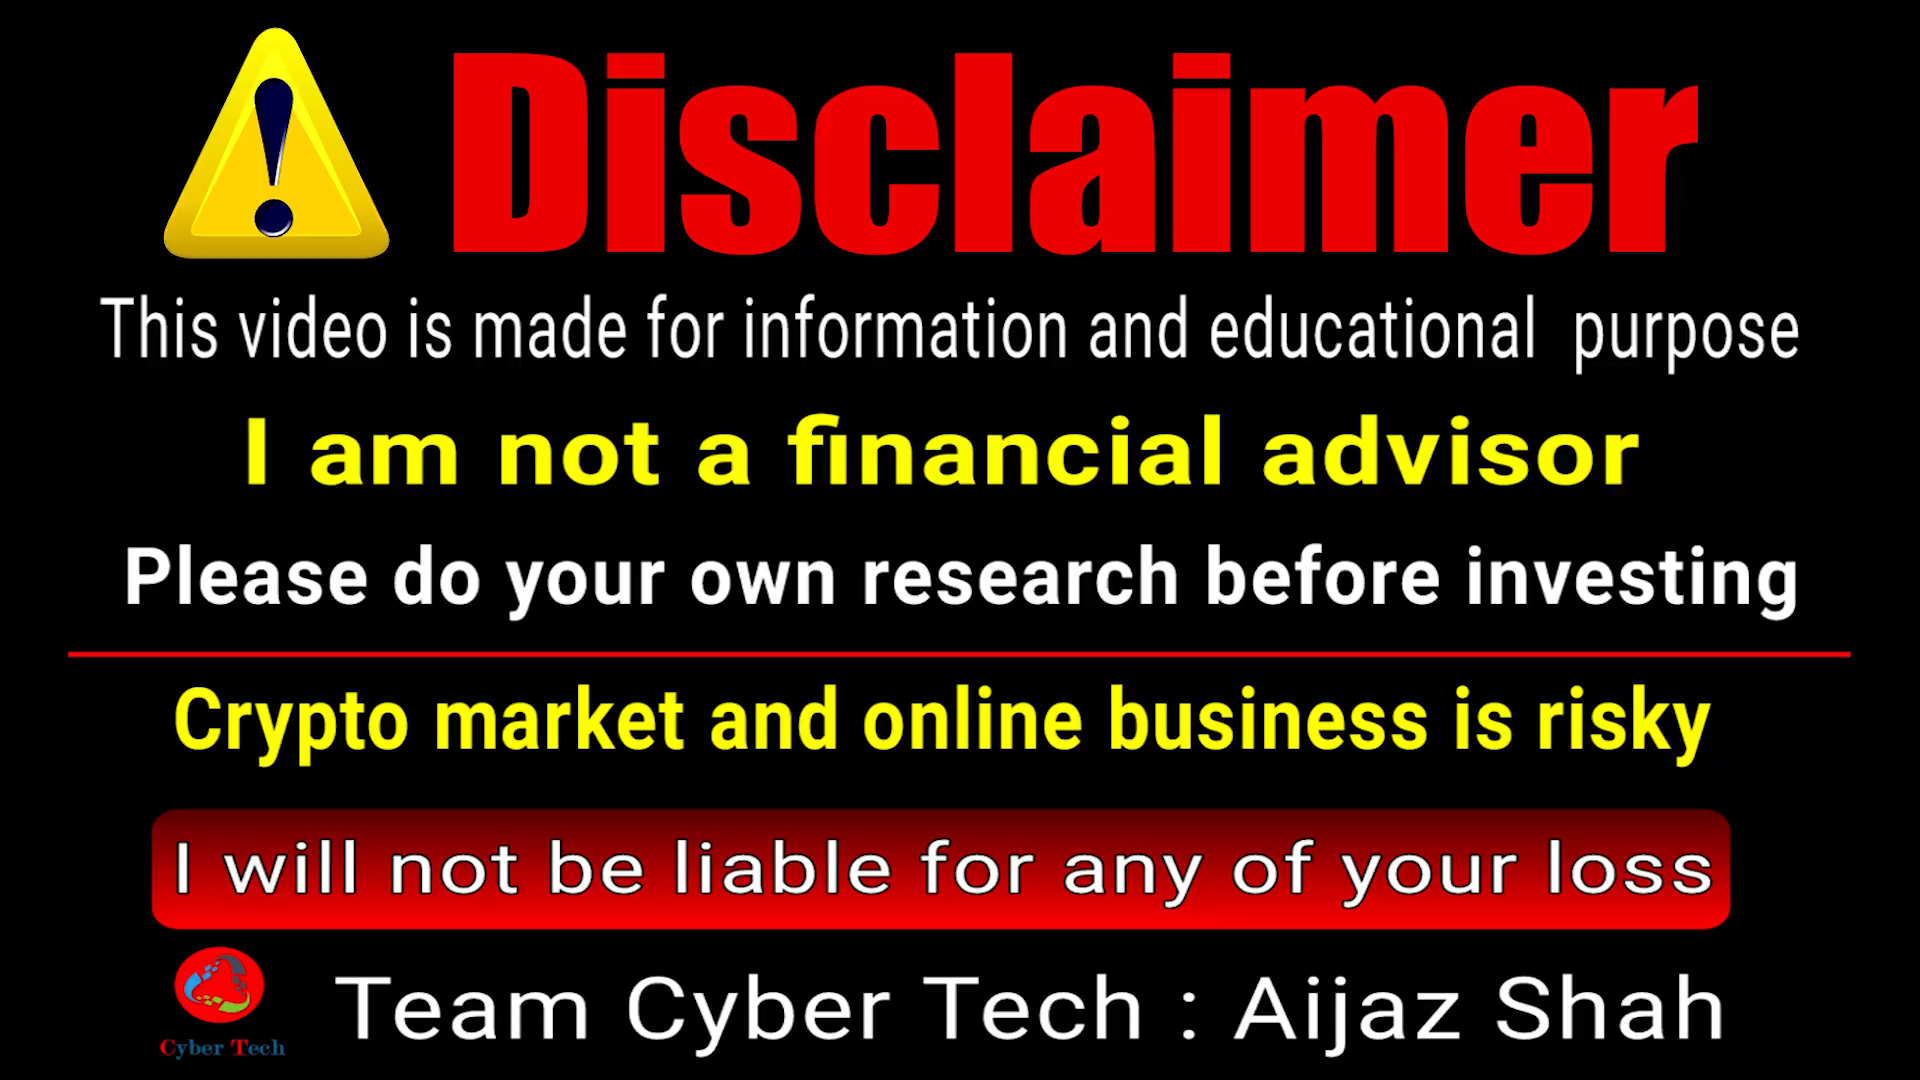 Disclaimer
This video is made for information and educational purpose
I am not a financial advisor
Please do your own research before investing
Crypto market and online business is risky
I will not be liable for any of your loss
Cyber Tech
Team Cyber Tech : Aijaz Shah